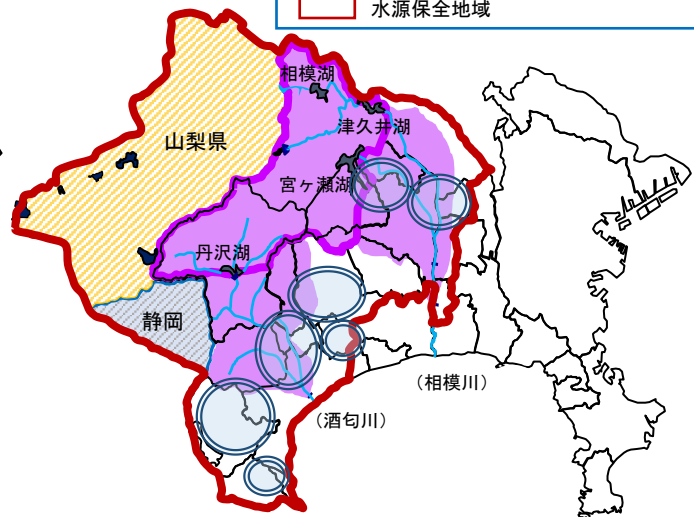 水源保全地域
相模湖
津久井湖
山梨県
宮ヶ瀬湖
丹沢湖
静岡
（相模川）
（酒匂川）